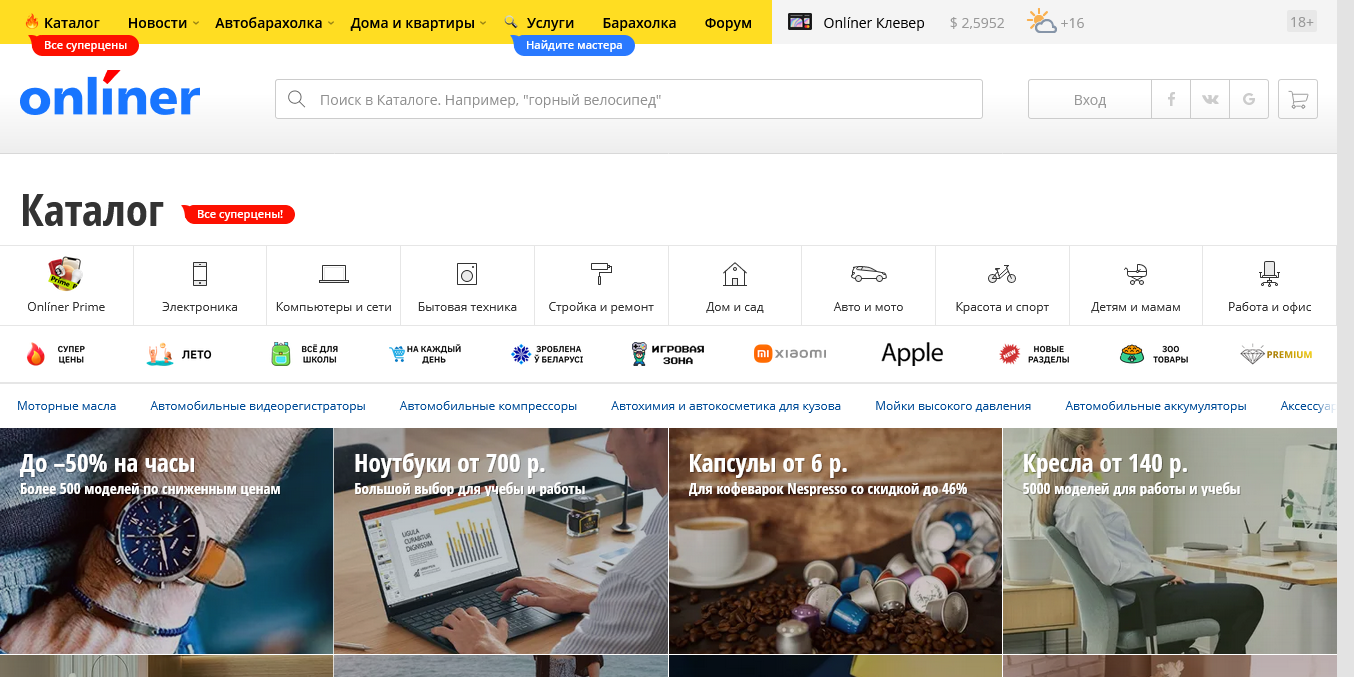 Каталог Новости Автобарахолка Дома и квартиры Услуги Барахолка Форум Onlíner Клевер $ 2,5952 +16 18+
Все суперцены Найдите мастера
onlíner
Поиск в Каталоге. Например, "горный велосипед"
Вход
Каталог
Все суперцены!
Onlíner Prime Электроника Компьютеры и сети Бытовая техника Стройка и ремонт Дом и сад Авто и мото Красота и спорт Детям и мамам Работа и офис
СУПЕР ЦЕНЫ
ЛЕТО
ВСЁ ДЛЯ ШКОЛЫ
НА КАЖДЫЙ ДЕНЬ
ЗРОБЛЕНА Ў БЕЛАРУСІ
ИГРОВАЯ ЗОНА
xiaomi
Apple
НОВЫЕ РАЗДЕЛЫ
ЗОО ТОВАРЫ
PREMIUM
Моторные масла Автомобильные видеорегистраторы Автомобильные компрессоры Автохимия и автокосметика для кузова Мойки высокого давления Автомобильные аккумуляторы Аксессуар
До –50% на часы
Более 500 моделей по сниженным ценам
Ноутбуки от 700 р.
Большой выбор для учебы и работы
LIGULA CURABITUR DIGNISSIM
Капсулы от 6 р.
Для кофеварок Nespresso со скидкой до 46%
Кресла от 140 р.
5000 моделей для работы и учебы